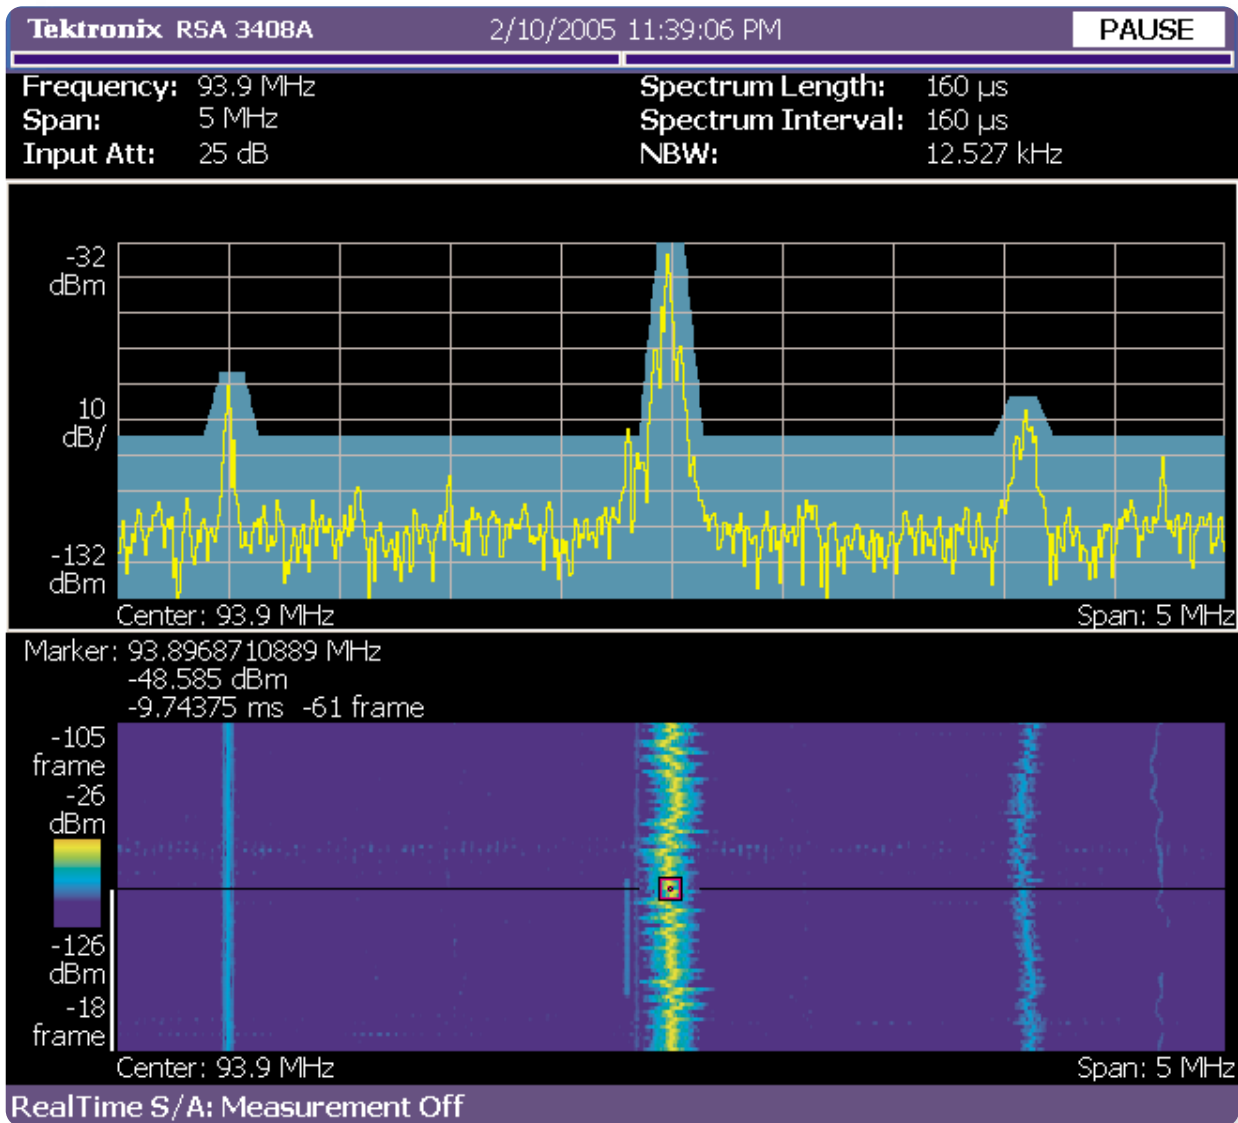 Tektronix RSA 3408A 2/10/2005 11:39:06 PM PAUSE
Frequency: 93.9 MHz Spectrum Length: 160 µs
Span: 5 MHz Spectrum Interval: 160 µs
Input Att: 25 dB NBW: 12.527 kHz
-32
dBm
10
dB/
-132
dBm
Center: 93.9 MHz Span: 5 MHz
Marker: 93.8968710889 MHz
-48.585 dBm
-9.74375 ms -61 frame
-105
frame
-26
dBm
-126
dBm
-18
frame
Center: 93.9 MHz Span: 5 MHz
RealTime S/A: Measurement Off